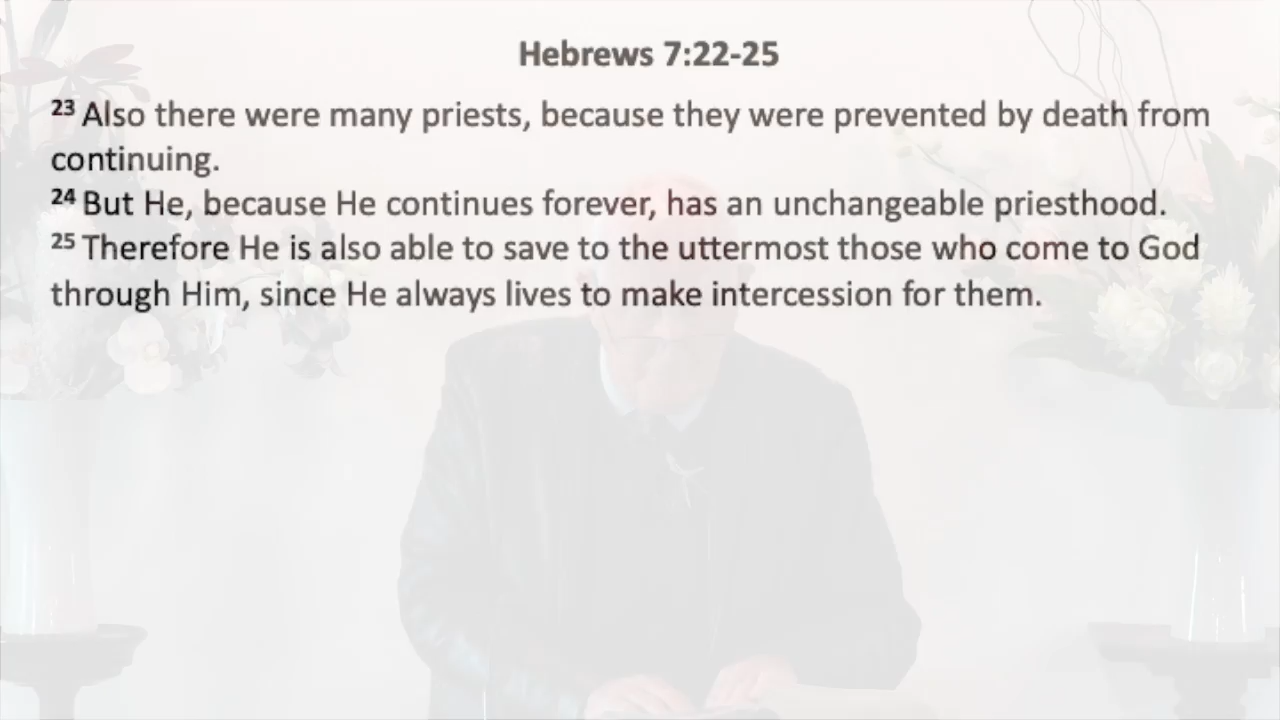 Hebrews 7:22-25
23 Also there were many priests, because they were prevented by death from
continuing.
24 But He, because He continues forever, has an unchangeable priesthood.
25 Therefore He is also able to save to the uttermost those who come to God
through Him, since He always lives to make intercession for them.